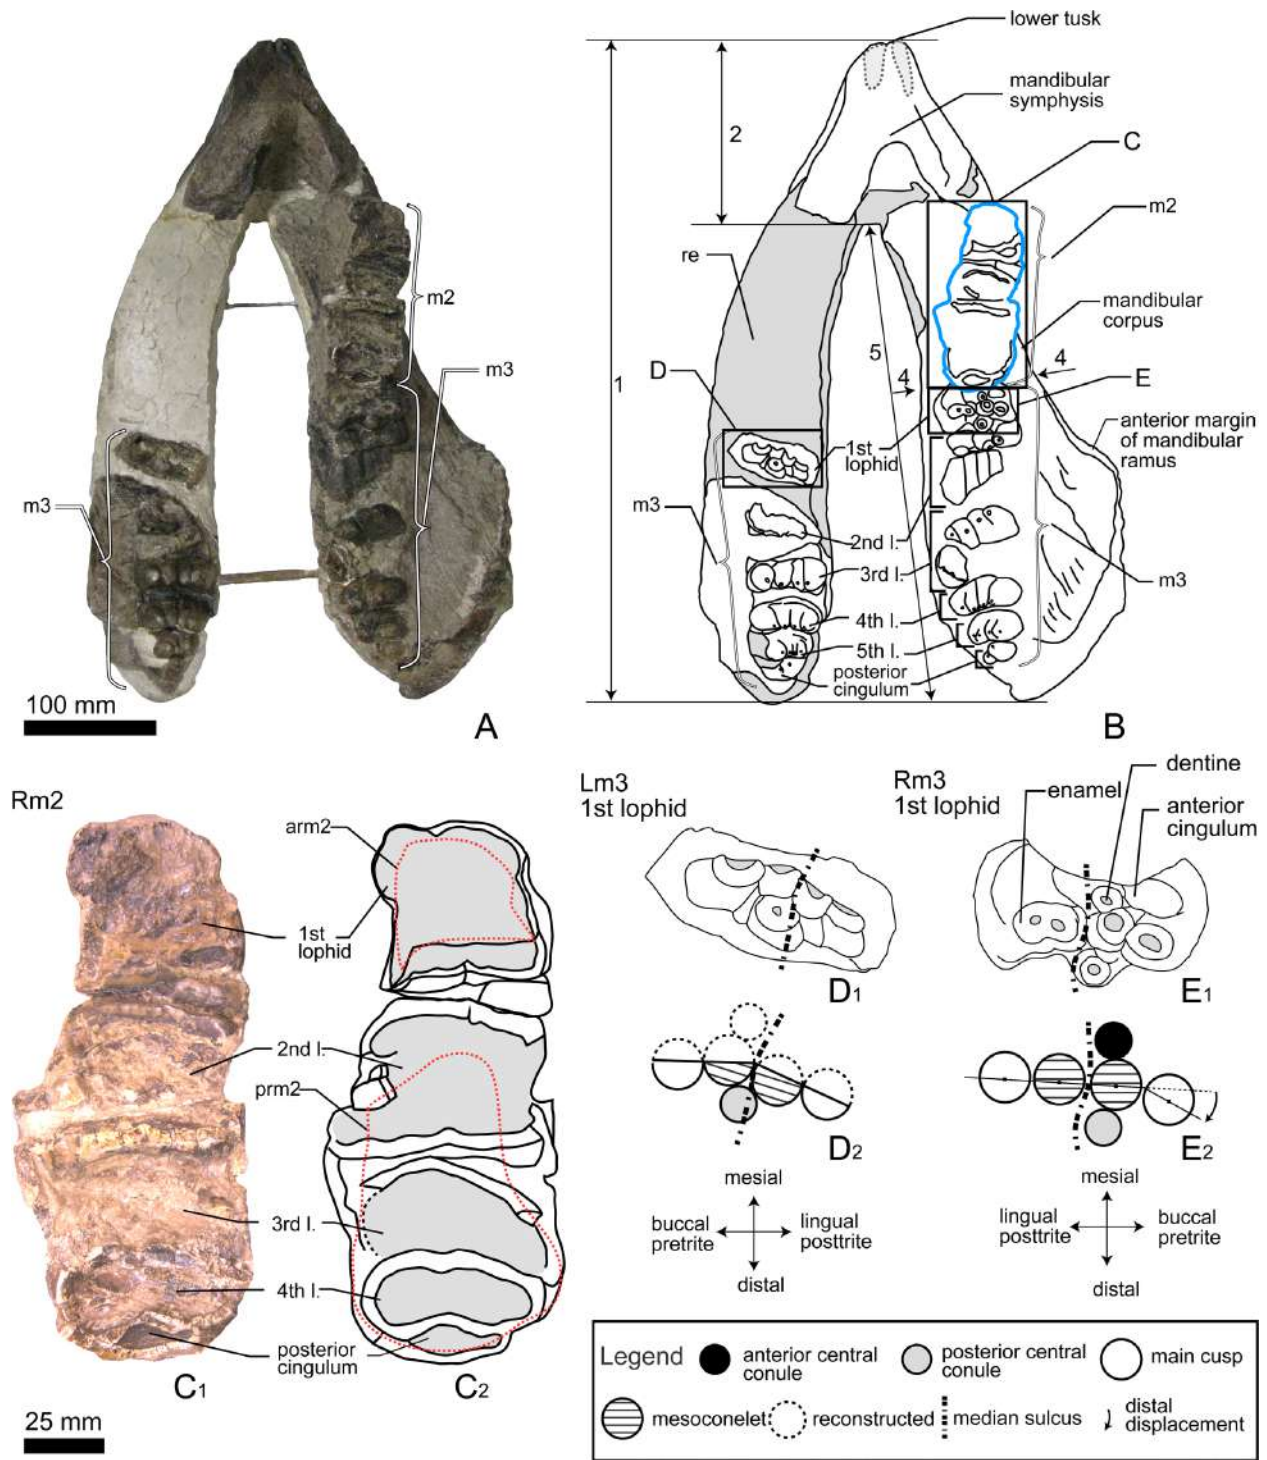 A
m2
m3
m3
100 mm
lower tusk
mandibular
symphysis
2
C
m2
re
mandibular
corpus
D
5
4
4
1
E
1st
lophid
anterior margin
of mandibular
ramus
m3
2nd l.
3rd l.
m3
4th l.
5th l.
posterior
cingulum
B
Rm2
arm2
1st
lophid
2nd l.
prm2
3rd l.
4th l.
posterior
cingulum
C1
C2
25 mm
Lm3
1st lophid
Rm3
1st lophid
dentine
enamel
anterior
cingulum
D1
E1
D2
E2
mesial
buccal
pretrite
lingual
posttrite
distal
mesial
lingual
posttrite
buccal
pretrite
distal
Legend
anterior central
conule
posterior central
conule
main cusp
mesoconelet
reconstructed
median sulcus
distal
displacement